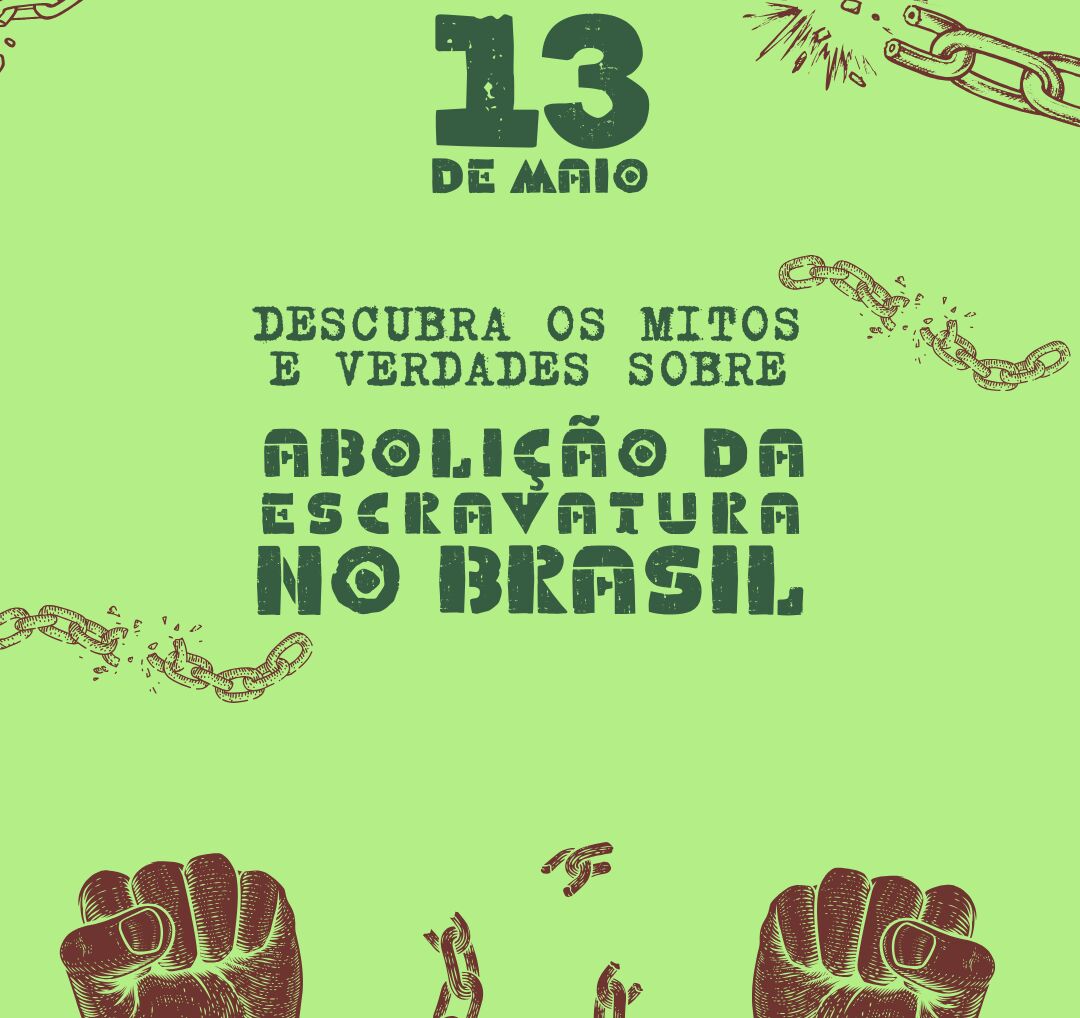 13
DE MAIO
DESCUBRA OS MITOS
E VERDADES SOBRE
ABOLIÇÃO DA
ESCRAVATURA
NO BRASIL